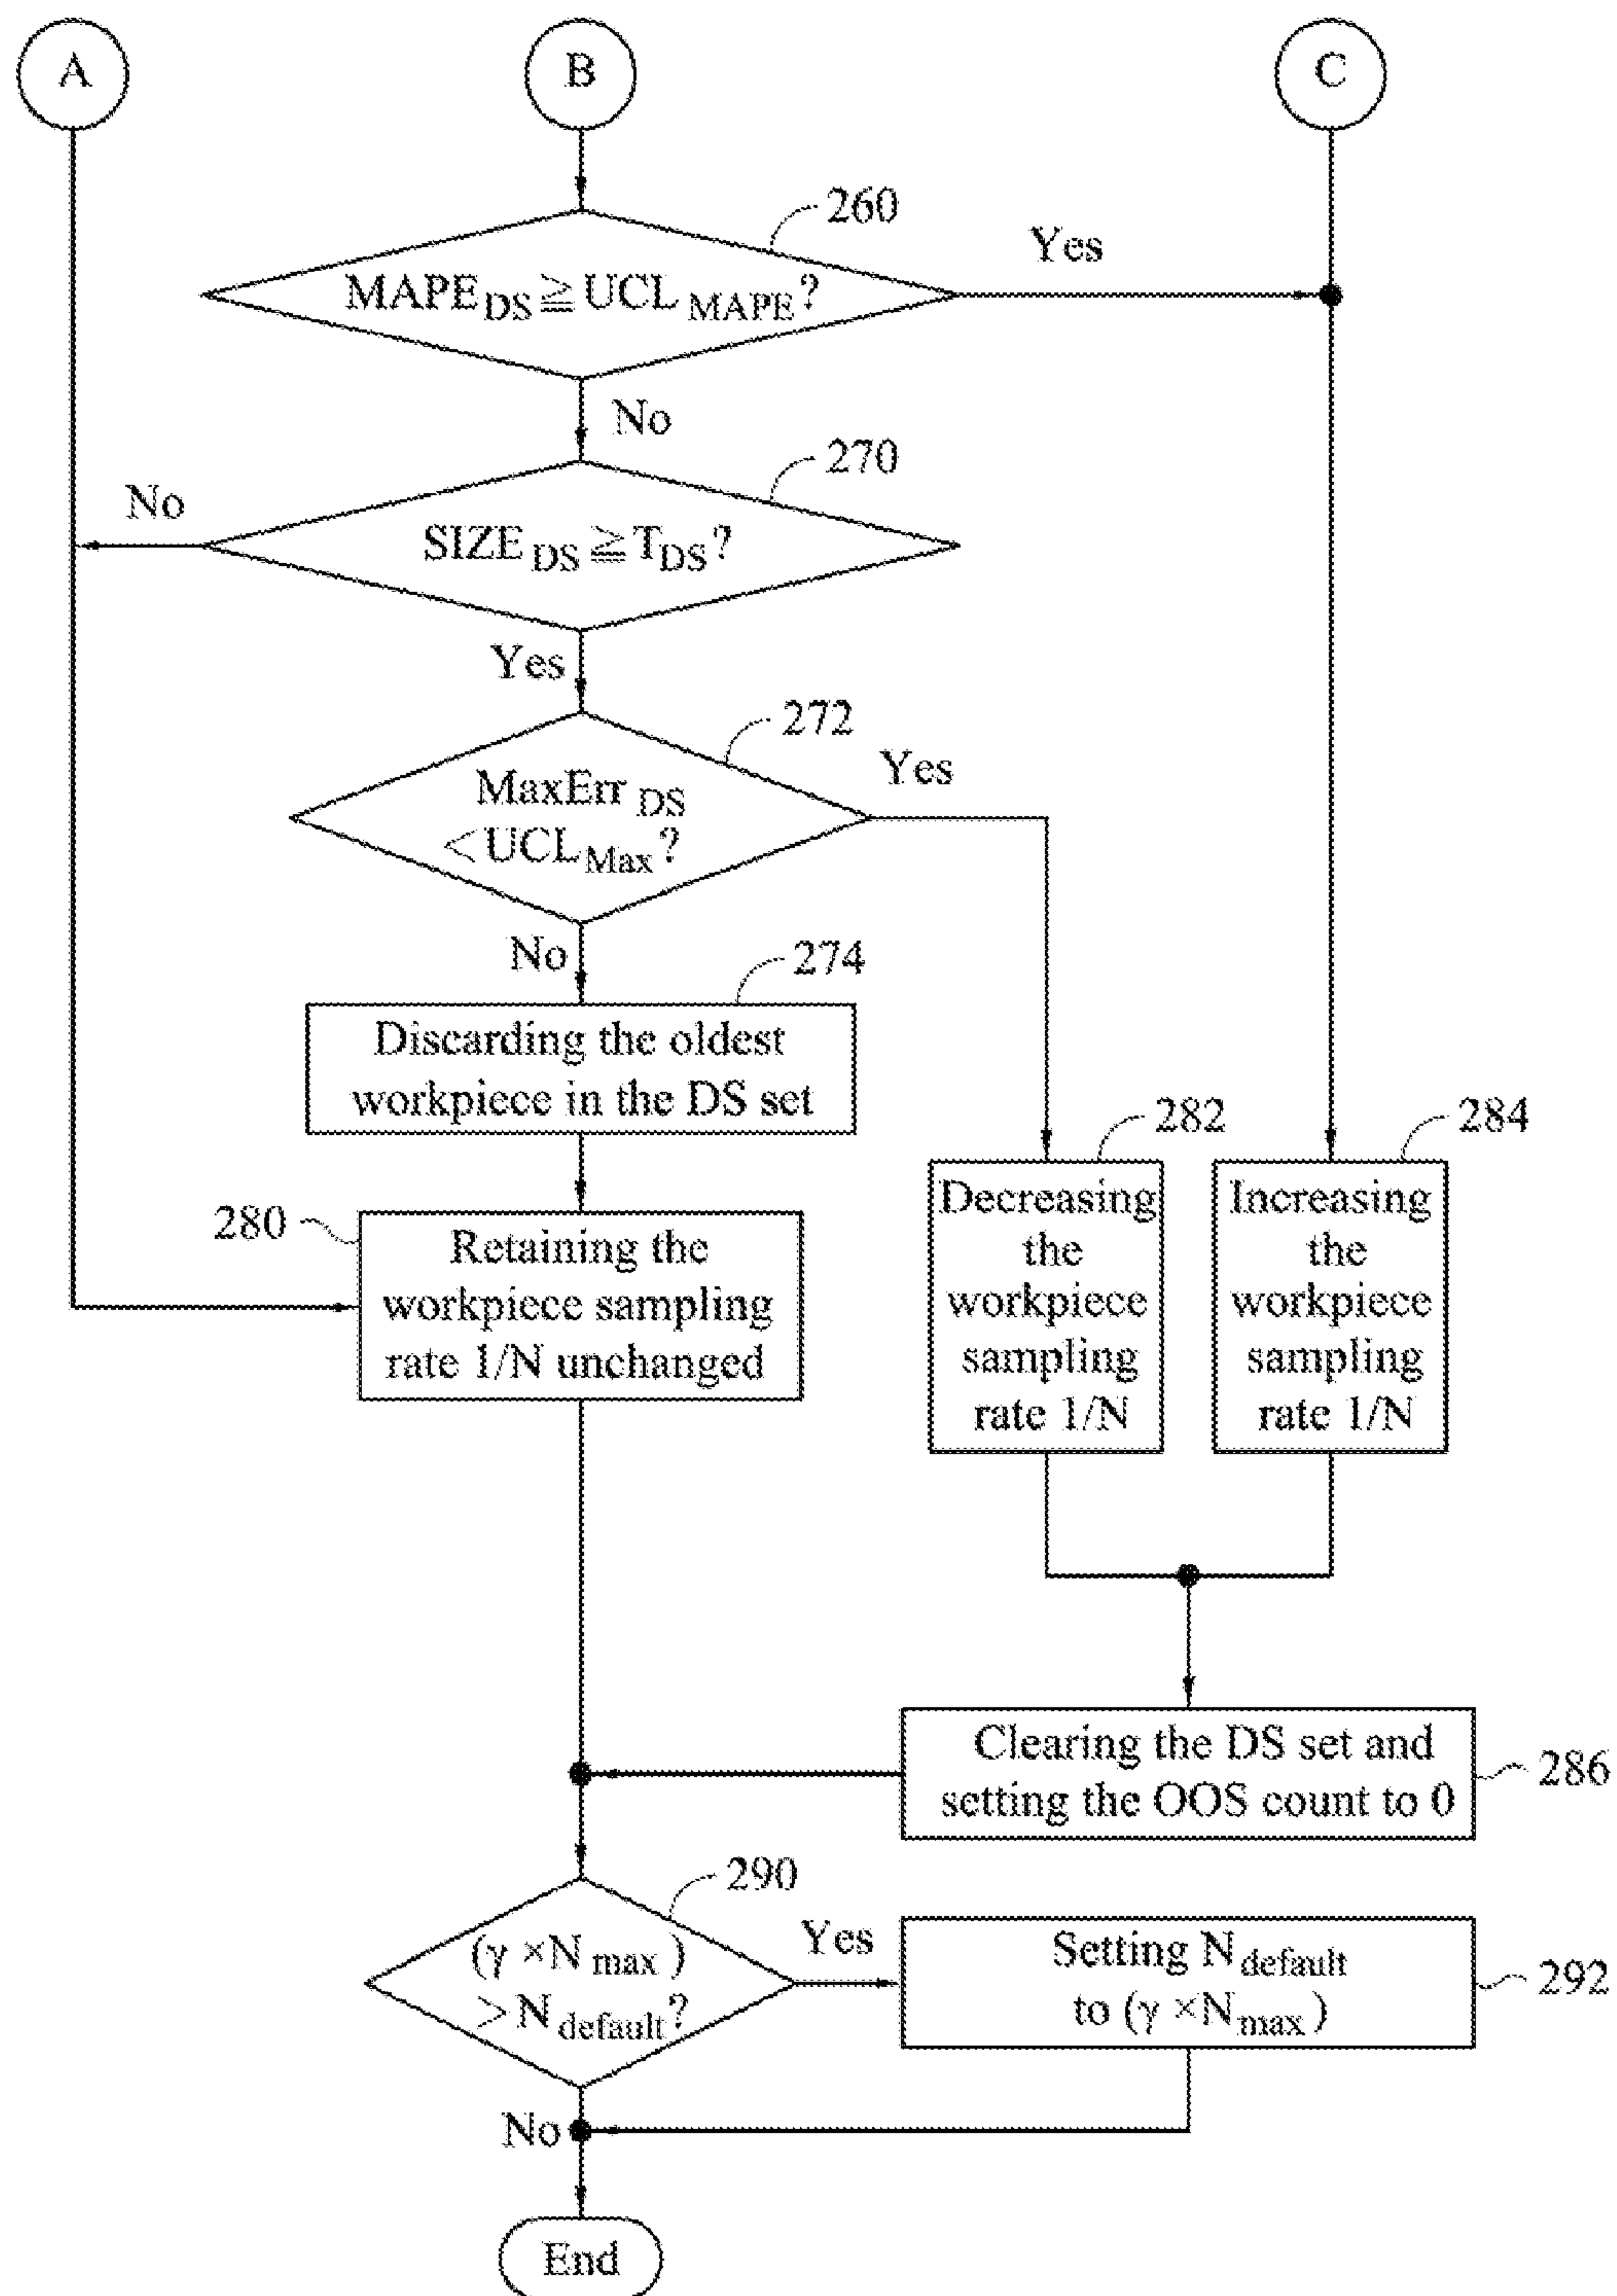 A
B
C
260
Yes
MAPE DS ≧ UCL MAPE ?
No
270
No
SIZE DS ≧ T DS ?
Yes
272
Yes
MaxErr DS
< UCL Max ?
No
274
Discarding the oldest
workpiece in the DS set
282
284
280
Retaining the
workpiece sampling
rate 1/N unchanged
Decreasing
the
workpiece
sampling
rate 1/N
Increasing
the
workpiece
sampling
rate 1/N
Clearing the DS set and
setting the OOS count to 0
286
290
(γ ×N max )
> N default ?
Yes
Setting N default
to (γ ×N max )
292
No
End